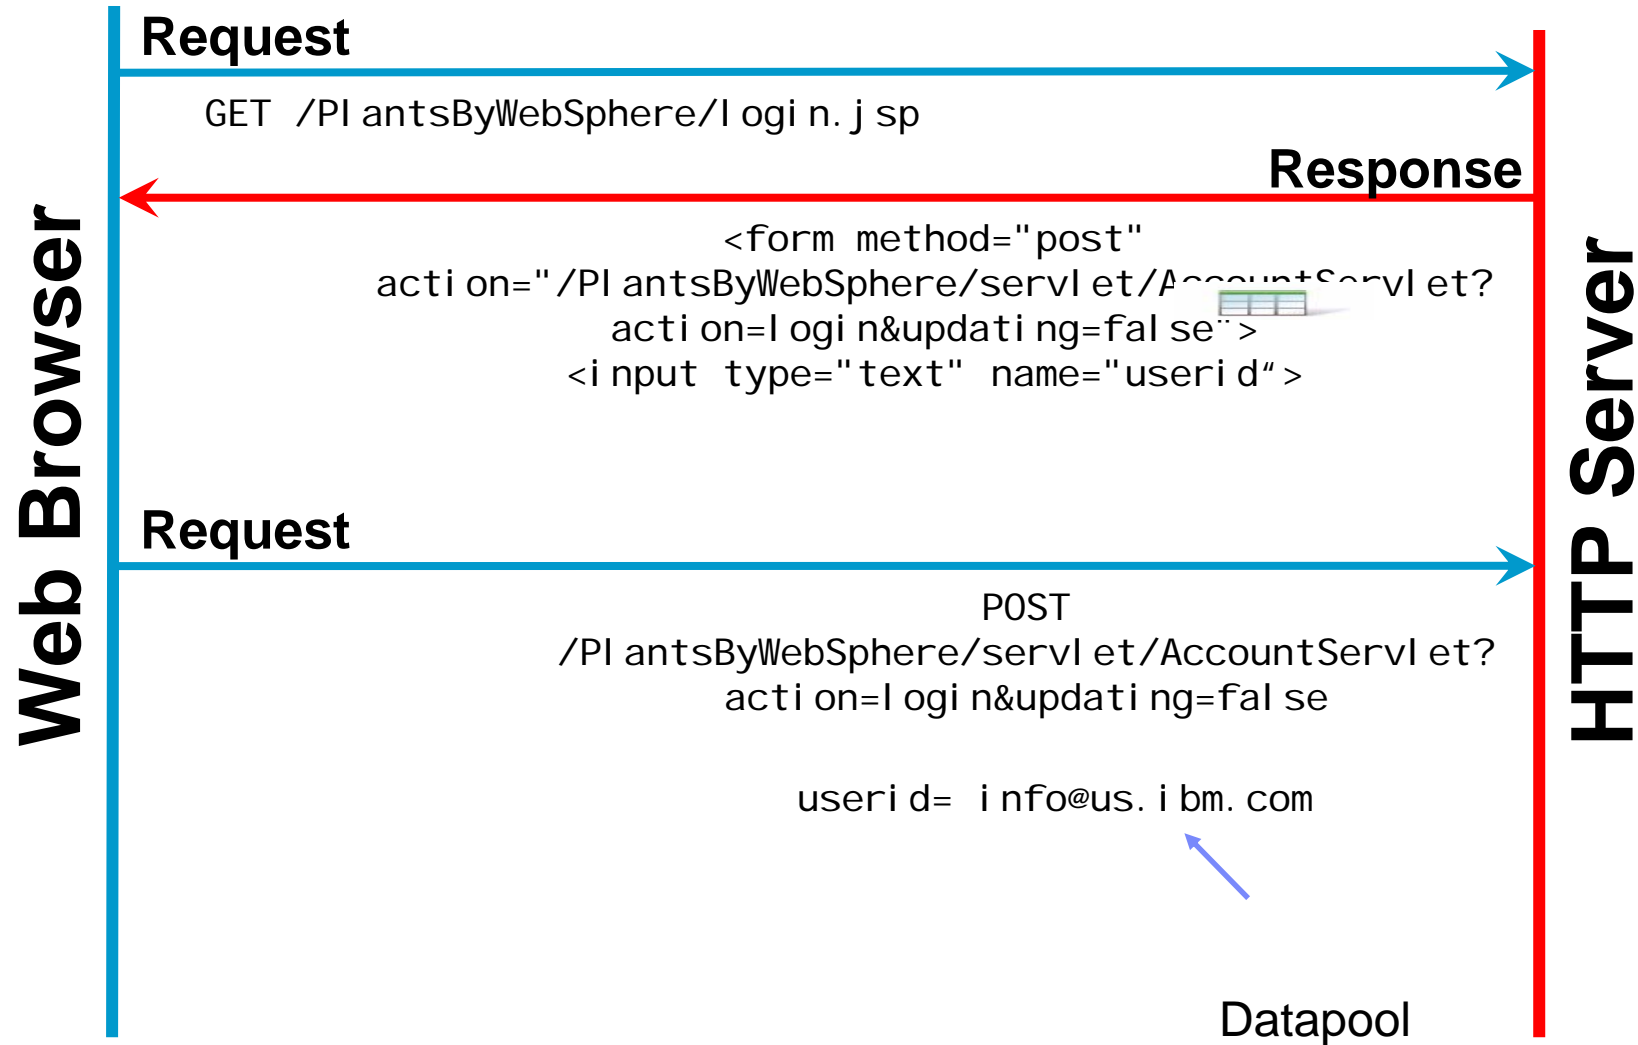 Request
GET /PlantsByWebSphere/login.jsp
Response
<form method="post"
action="/PlantsByWebSphere/servlet/AccountServlet?
action=login&updating=false">
<input type="text" name="userid“>
Web Browser
HTTP Server
Request
POST
/PlantsByWebSphere/servlet/AccountServlet?
action=login&updating=false
userid= info@us.ibm.com
Datapool